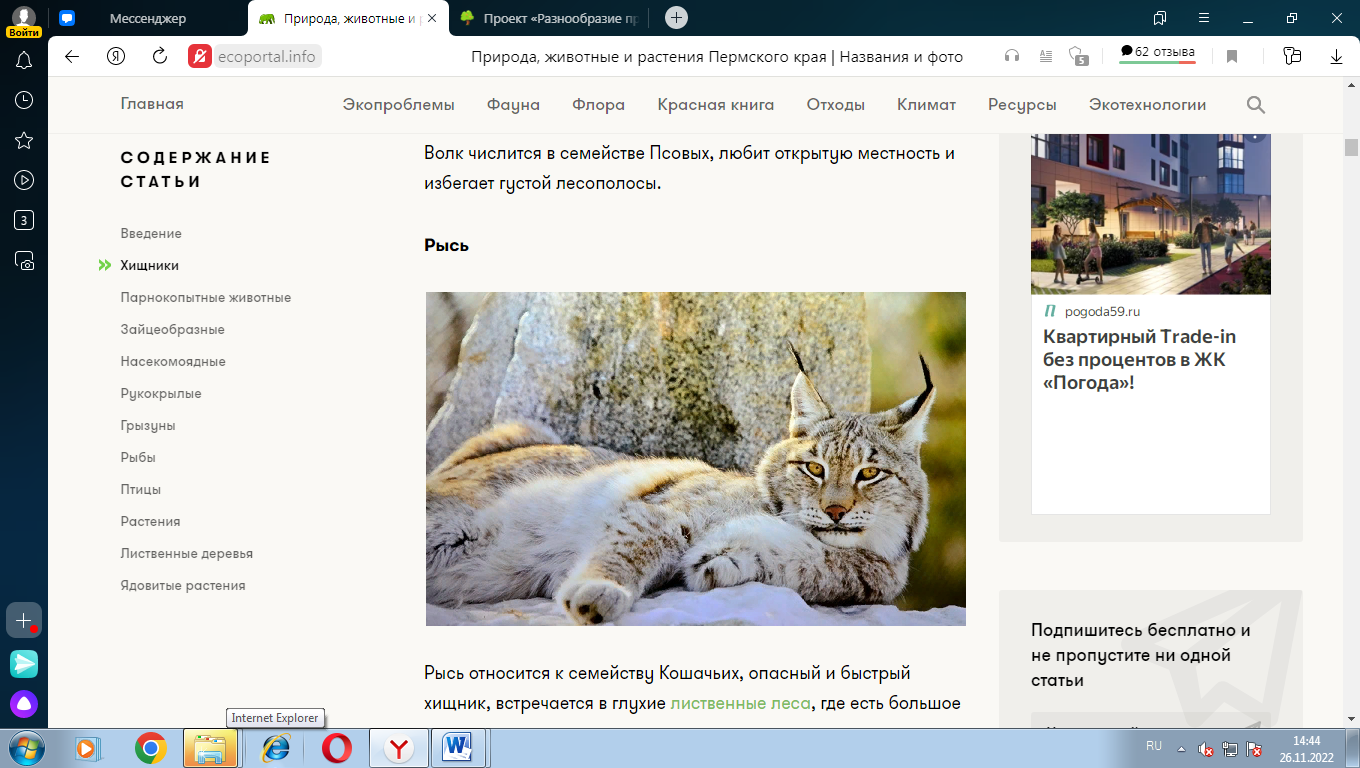 Мессенджер
Природа, животные и
Проект «Разнообразие пр
Войти
ecoportal.info
Природа, животные и растения Пермского края | Названия и фото
5
62 отзыва
3
Главная
Экопроблемы
Фауна
Флора
Красная книга
Отходы
Климат
Ресурсы
Экотехнологии
СОДЕРЖАНИЕ
СТАТЬИ
Введение
Хищники
Парнокопытные животные
Зайцеобразные
Насекомоядные
Рукокрылые
Грызуны
Рыбы
Птицы
Растения
Лиственные деревья
Ядовитые растения
Волк числится в семействе Псовых, любит открытую местность и
избегает густой лесополосы.
Рысь
Рысь относится к семейству Кошачьих, опасный и быстрый
хищник, встречается в глухие лиственные леса, где есть большое
pogoda59.ru
Квартирный Trade-in
без процентов в ЖК
«Погода»!
Подпишитесь бесплатно и
не пропустите ни одной
статьи
Internet Explorer
RU
14:44
26.11.2022